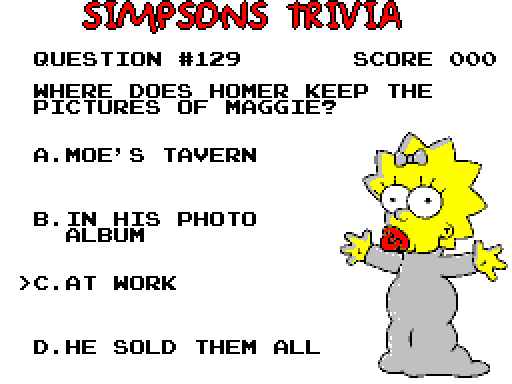 SIMPSONS TRIVIA
QUESTION #129 SCORE 000
WHERE DOES HOMER KEEP THE
PICTURES OF MAGGIE?
A.MOE'S TAVERN
B.IN HIS PHOTO
ALBUM
>C.AT WORK
D.HE SOLD THEM ALL